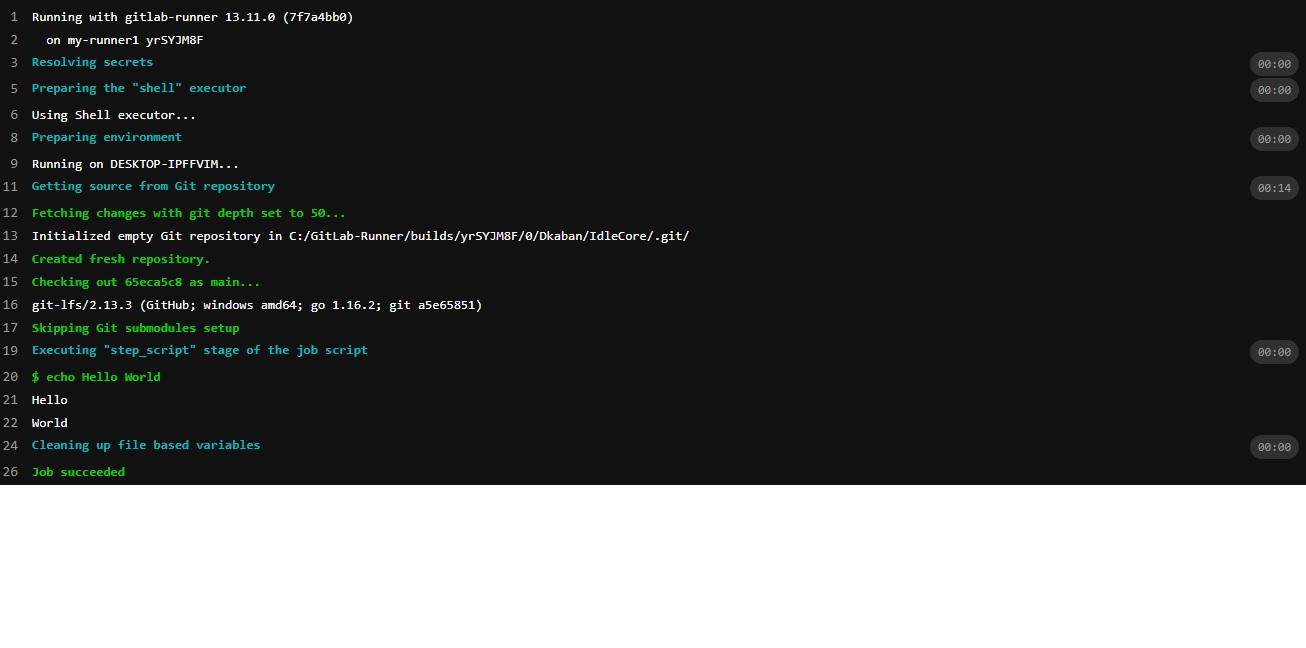 1 Running with gitlab-runner 13.11.0 (7f7a4bb0)
2 on my-runner1 yrSYJM8F
3 Resolving secrets 00:00
5 Preparing the "shell" executor 00:00
6 Using Shell executor...
8 Preparing environment 00:00
9 Running on DESKTOP-IPFFVIM...
11 Getting source from Git repository 00:14
12 Fetching changes with git depth set to 50...
13 Initialized empty Git repository in C:/GitLab-Runner/builds/yrSYJM8F/0/Dkaban/IdleCore/.git/
14 Created fresh repository.
15 Checking out 65eca5c8 as main...
16 git-lfs/2.13.3 (GitHub; windows amd64; go 1.16.2; git a5e65851)
17 Skipping Git submodules setup
19 Executing "step_script" stage of the job script 00:00
20 $ echo Hello World
21 Hello
22 World
24 Cleaning up file based variables 00:00
26 Job succeeded